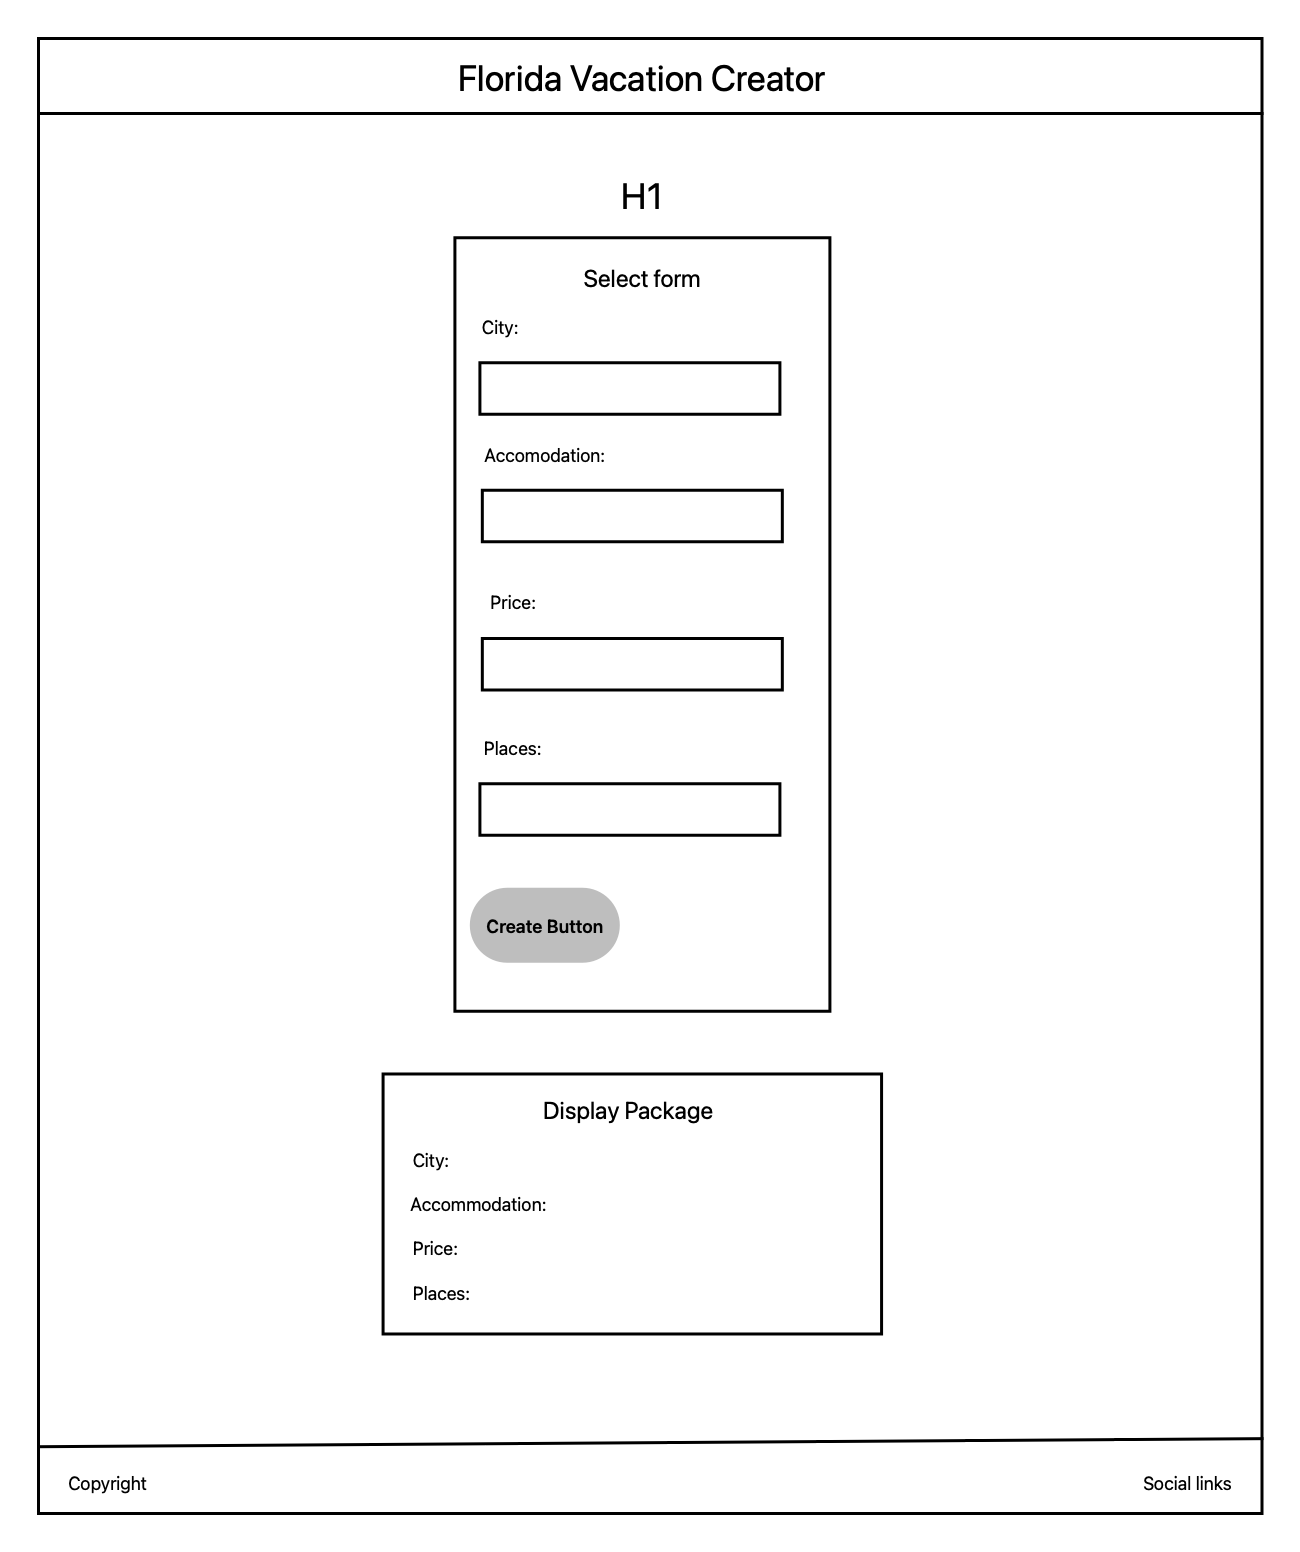 Florida Vacation Creator
H1
Select form
City:
Accomodation:
Price:
Places:
Create Button
Display Package
City:
Accommodation:
Price:
Places:
Copyright
Social links